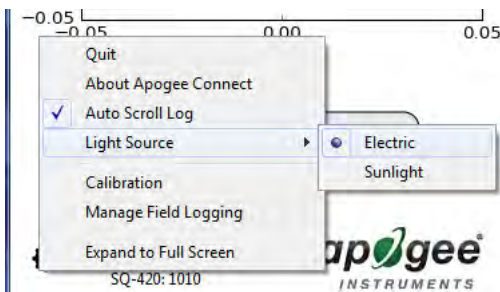 −0.05
−0.05 0.00 0.05
Quit
About Apogee Connect
Auto Scroll Log
Light Source
Electric
Sunlight
Calibration
Manage Field Logging
Expand to Full Screen
apogee
INSTRUMENTS
SQ-420: 1010